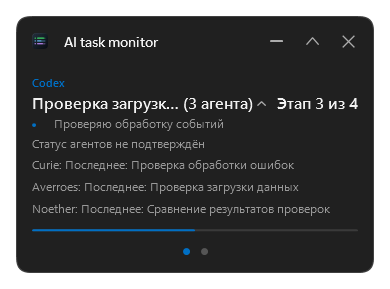 AI task monitor
Codex
Проверка загрузк... (3 агента) Этап 3 из 4
Проверяю обработку событий
Статус агентов не подтверждён
Curie: Последнее: Проверка обработки ошибок
Averroes: Последнее: Проверка загрузки данных
Noether: Последнее: Сравнение результатов проверок